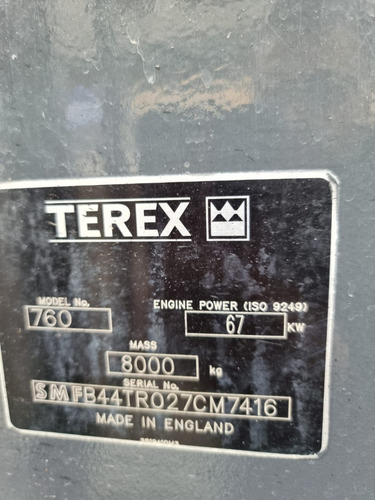 TEREX
MODEL No. ENGINE POWER (ISO 9249)
760 67 KW
MASS
8000 kg
SERIAL No.
SMFB44TR027CM7416
MADE IN ENGLAND